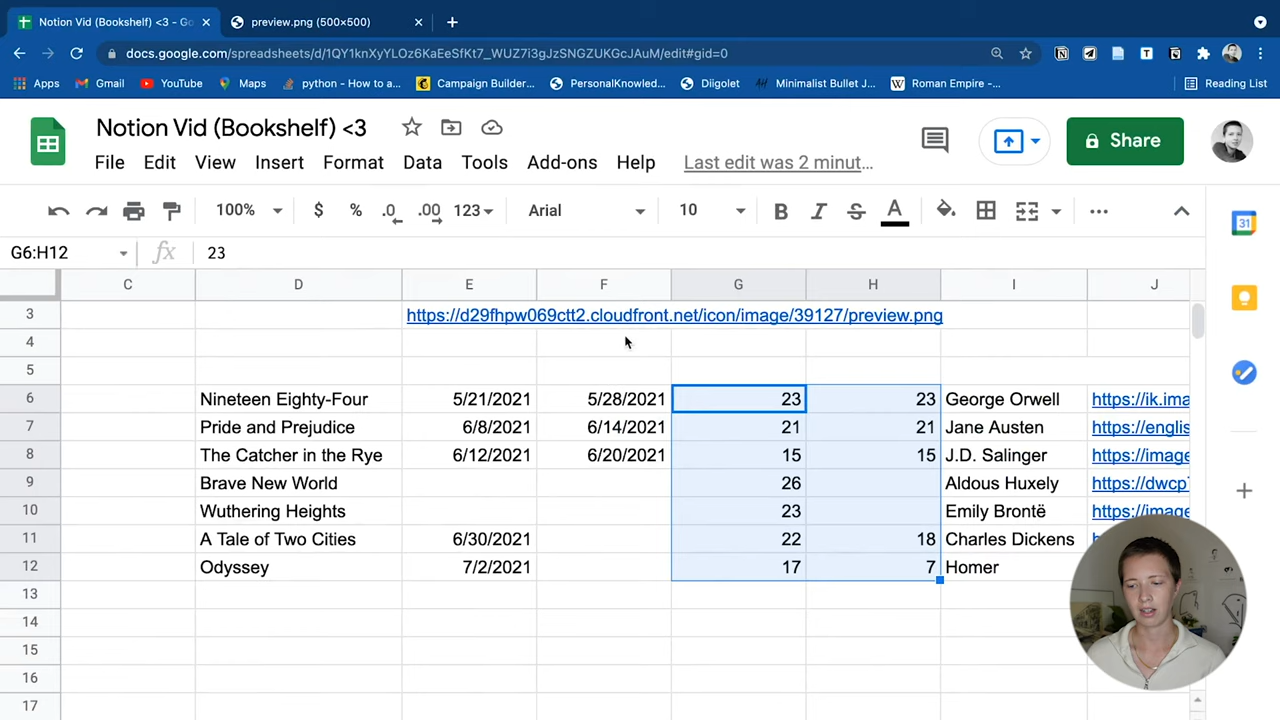 Notion Vid (Bookshelf) <3 - Go
preview.png (500×500)
docs.google.com/spreadsheets/d/1QY1knXyYLOz6KaEeSfKt7_WUZ7i3gJzSNGZUKGcJAuM/edit#gid=0
Apps Gmail YouTube Maps python - How to a... Campaign Builder... PersonalKnowled... Diigolet Minimalist Bullet J... Roman Empire -... Reading List
Notion Vid (Bookshelf) <3
Share
File Edit View Insert Format Data Tools Add-ons Help Last edit was 2 minut...
100% $ % .0 .00 123 Arial 10 B I S A
G6:H12 fx 23
C D E F G H I J
3 https://d29fhpw069ctt2.cloudfront.net/icon/image/39127/preview.png
4
5
6 Nineteen Eighty-Four 5/21/2021 5/28/2021 23 23 George Orwell https://ik.ima
7 Pride and Prejudice 6/8/2021 6/14/2021 21 21 Jane Austen https://englis
8 The Catcher in the Rye 6/12/2021 6/20/2021 15 15 J.D. Salinger https://image
9 Brave New World 26 Aldous Huxely https://dwcp
10 Wuthering Heights 23 Emily Brontë https://image
11 A Tale of Two Cities 6/30/2021 22 18 Charles Dickens
12 Odyssey 7/2/2021 17 7 Homer
13
14
15
16
17